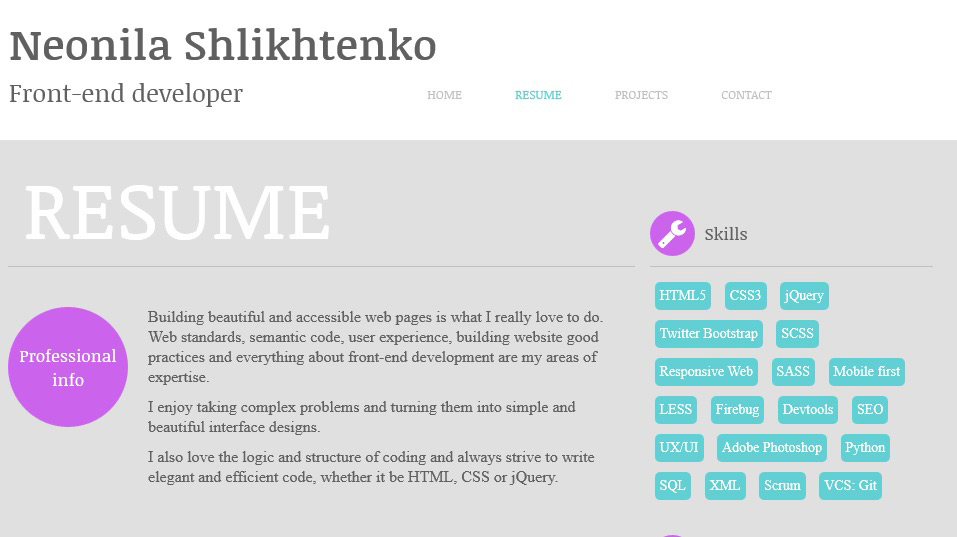 Neonila Shlikhtenko
Front-end developer
HOME RESUME PROJECTS CONTACT
RESUME
Professional
info
Building beautiful and accessible web pages is what I really love to do.
Web standards, semantic code, user experience, building website good
practices and everything about front-end development are my areas of
expertise.
I enjoy taking complex problems and turning them into simple and
beautiful interface designs.
I also love the logic and structure of coding and always strive to write
elegant and efficient code, whether it be HTML, CSS or jQuery.
Skills
HTML5 CSS3 jQuery
Twitter Bootstrap SCSS
Responsive Web SASS Mobile first
LESS Firebug Devtools SEO
UX/UI Adobe Photoshop Python
SQL XML Scrum VCS: Git